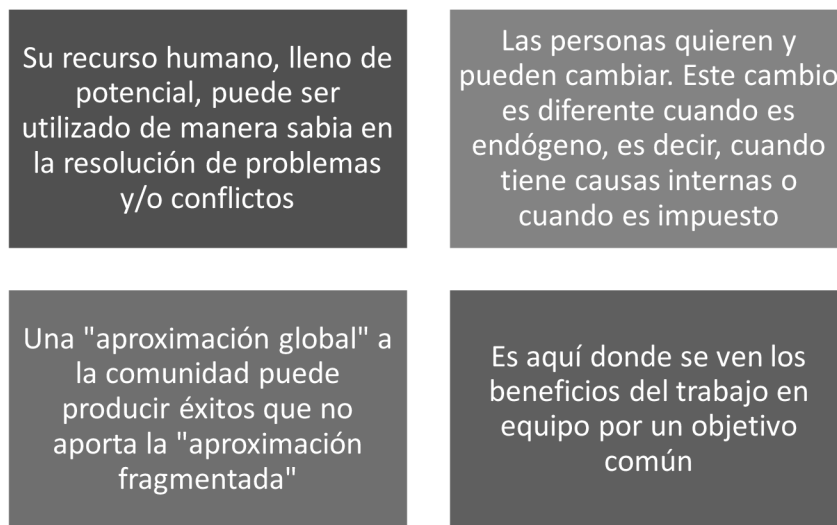 Su recurso humano, lleno de
potencial, puede ser
utilizado de manera sabia en
la resolución de problemas
y/o conflictos
Las personas quieren y
pueden cambiar. Este cambio
es diferente cuando es
endógeno, es decir, cuando
tiene causas internas o
cuando es impuesto
Una "aproximación global" a
la comunidad puede
producir éxitos que no
aporta la "aproximación
fragmentada"
Es aquí donde se ven los
beneficios del trabajo en
equipo por un objetivo
común